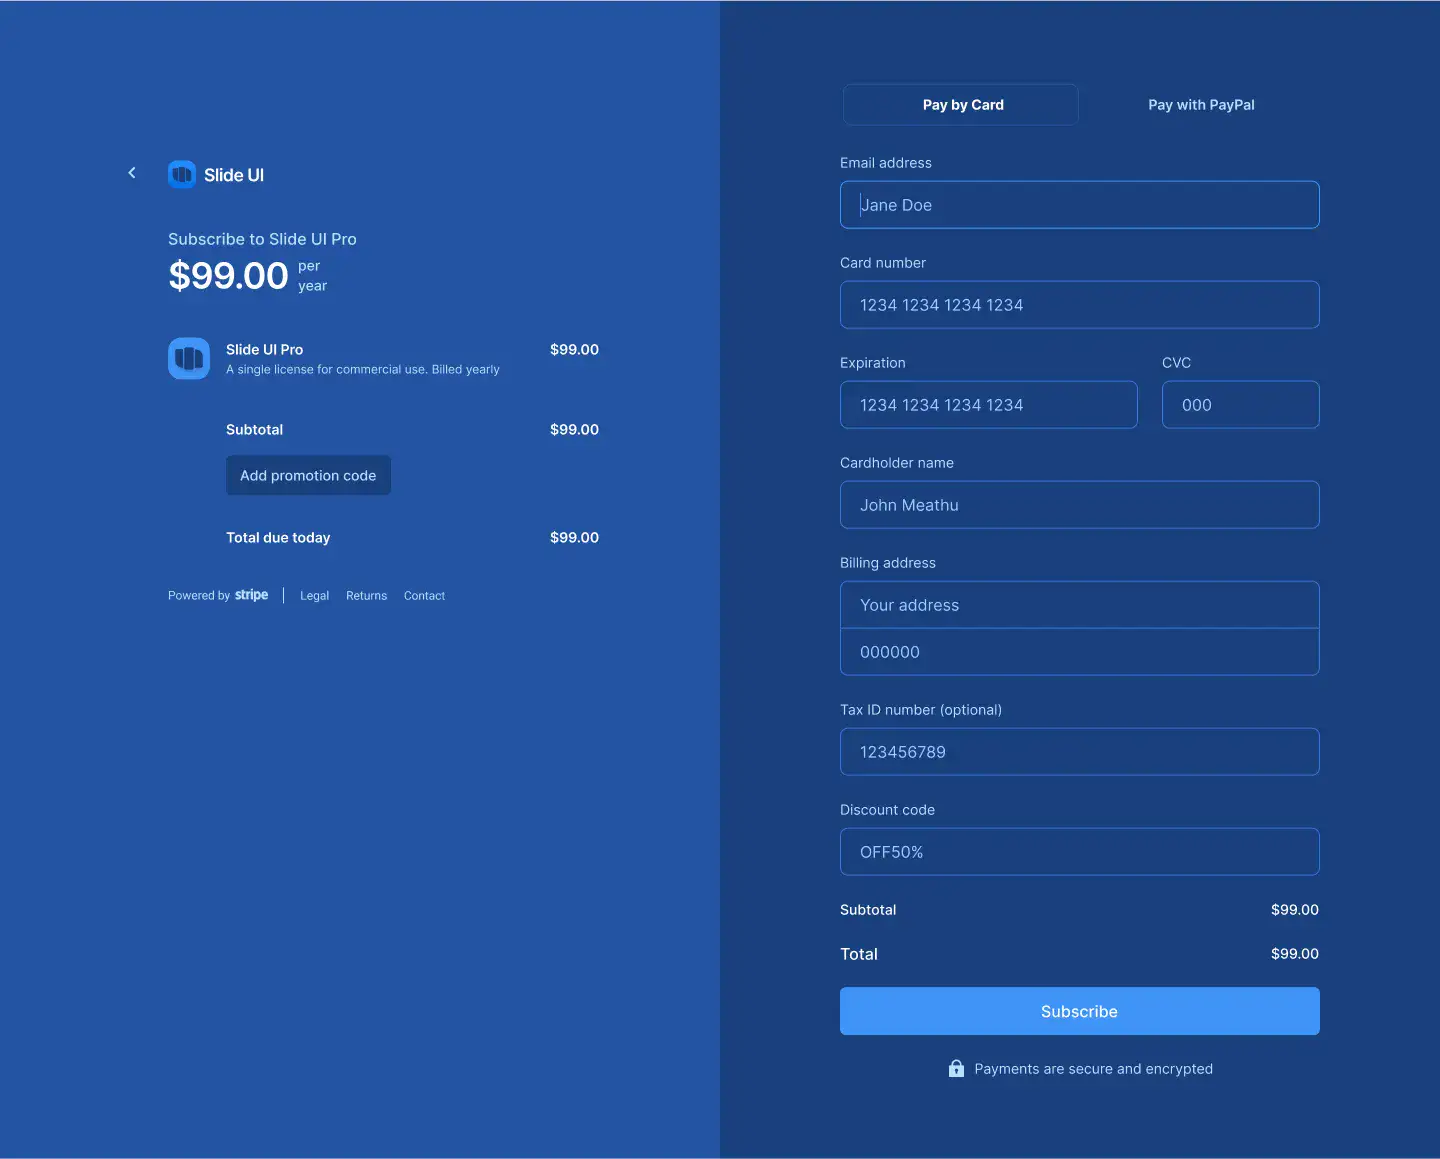 Slide UI
Subscribe to Slide UI Pro
$99.00 per year
Slide UI Pro $99.00
A single license for commercial use. Billed yearly
Subtotal $99.00
Add promotion code
Total due today $99.00
Powered by stripe Legal Returns Contact
Pay by Card Pay with PayPal
Email address
Jane Doe
Card number
1234 1234 1234 1234
Expiration CVC
1234 1234 1234 1234 000
Cardholder name
John Meathu
Billing address
Your address
000000
Tax ID number (optional)
123456789
Discount code
OFF50%
Subtotal $99.00
Total $99.00
Subscribe
Payments are secure and encrypted